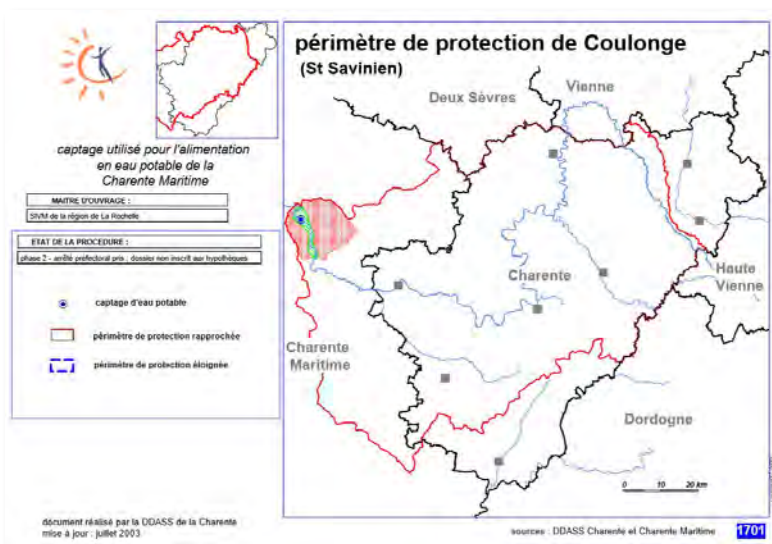 périmètre de protection de Coulonge
(St Savinien)
captage utilisé pour l'alimentation
en eau potable de la
Charente Maritime
MAITRE D'OUVRAGE :
SIVM de la région de La Rochelle
ETAT DE LA PROCEDURE :
phase 2 - arrêté préfectoral pris ; dossier non inscrit aux hypothèques
captage d'eau potable
périmètre de protection rapprochée
périmètre de protection éloignée
Deux Sèvres
Vienne
Charente
Haute
Vienne
Charente
Maritime
Dordogne
0 10 20 km
document réalisé par la DDASS de la Charente
mise à jour : juillet 2003
sources : DDASS Charente et Charente Maritime
1701